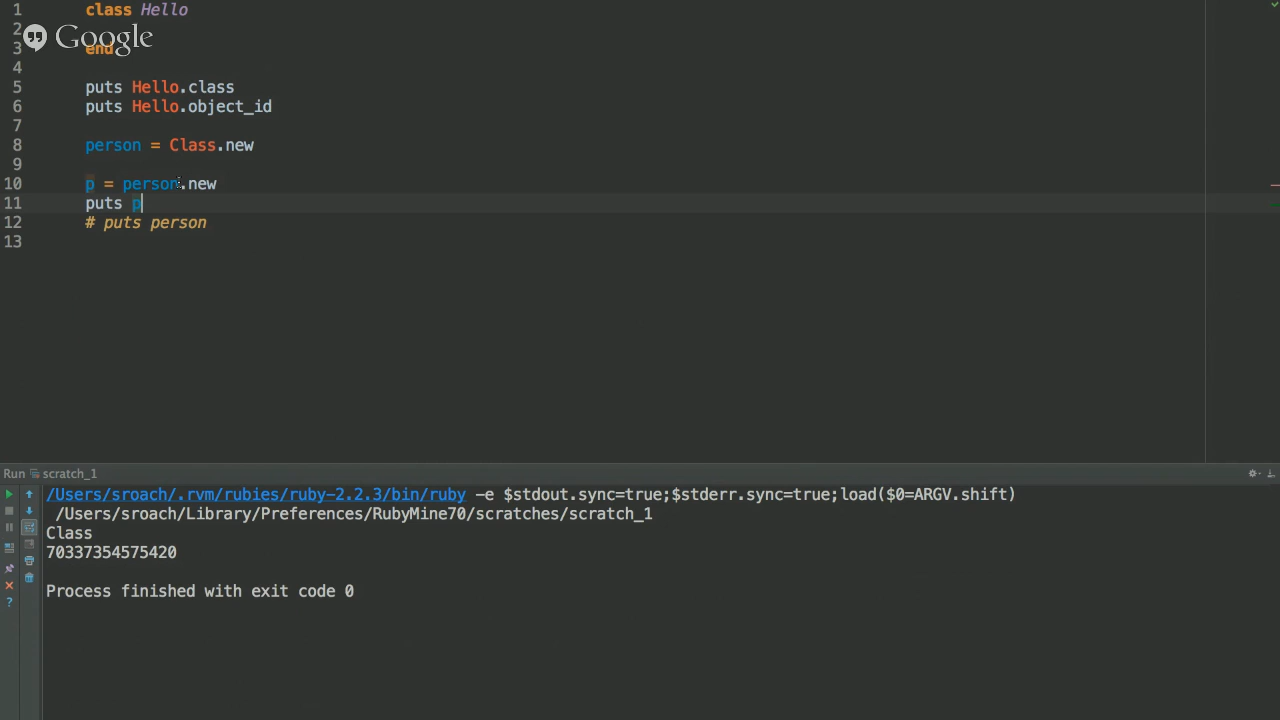 1 class Hello
2
Google
3 end
4
5 puts Hello.class
6 puts Hello.object_id
7
8 person = Class.new
9
10 p = person.new
11 puts p
12 # puts person
13
Run scratch_1
/Users/sroach/.rvm/rubies/ruby-2.2.3/bin/ruby -e $stdout.sync=true;$stderr.sync=true;load($0=ARGV.shift)
/Users/sroach/Library/Preferences/RubyMine70/scratches/scratch_1
Class
70337354575420
Process finished with exit code 0